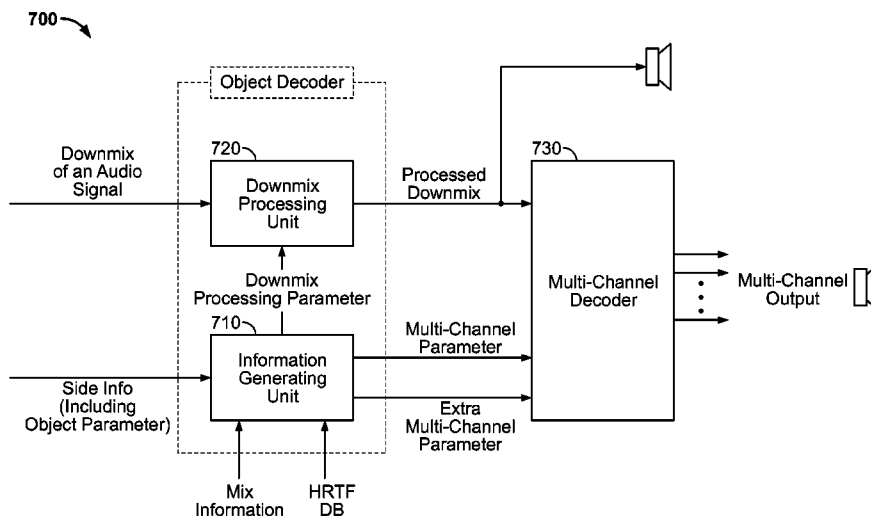 700
Object Decoder
Downmix
of an Audio
Signal
720
Downmix
Processing
Unit
Processed
Downmix
730
Multi-Channel
Decoder
Multi-Channel
Output
Downmix
Processing Parameter
710
Information
Generating
Unit
Side Info
(Including
Object Parameter)
Multi-Channel
Parameter
Extra
Multi-Channel
Parameter
Mix
Information
HRTF
DB